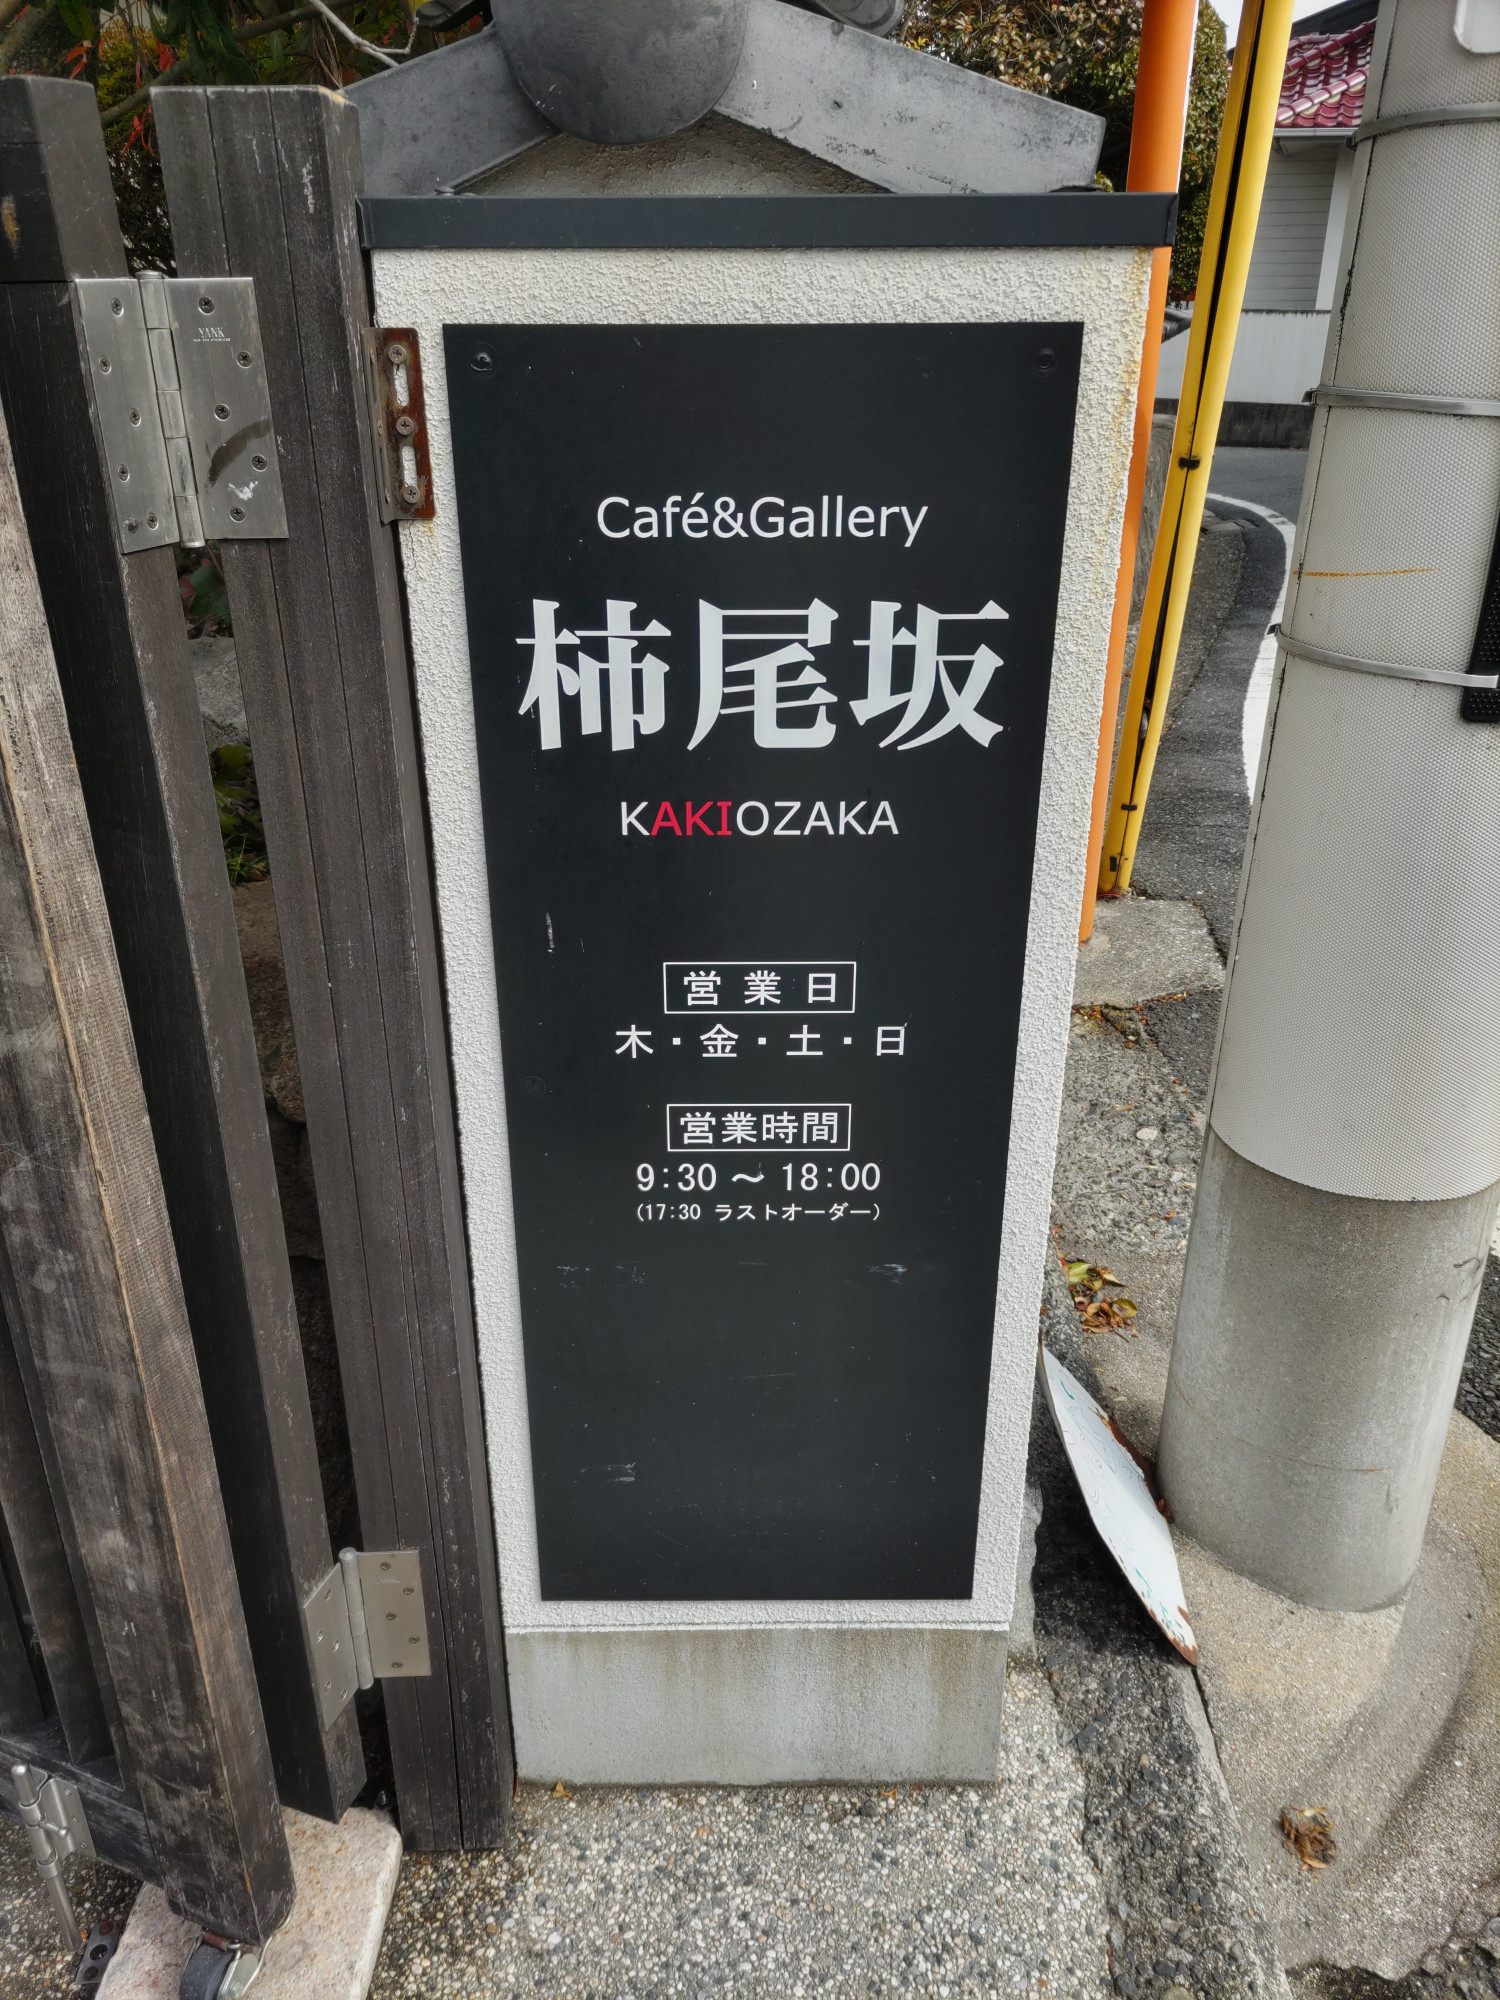 YANK
Café&Gallery
柿尾坂
KAKIOZAKA
営業日
木・金・土・日
営業時間
9:30 〜 18:00
(17:30 ラストオーダー)